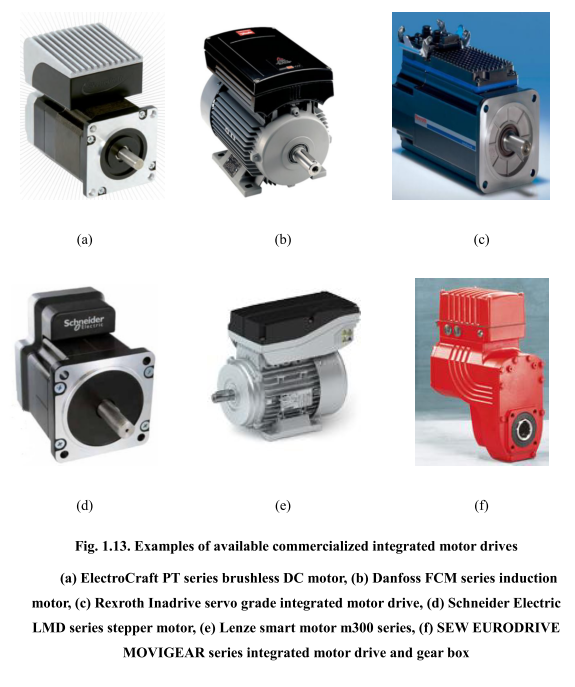 (a)
(b)
(c)
Schneider
Electric
(d)
(e)
(f)
Fig. 1.13. Examples of available commercialized integrated motor drives
(a) ElectroCraft PT series brushless DC motor, (b) Danfoss FCM series induction
motor, (c) Rexroth Inadrive servo grade integrated motor drive, (d) Schneider Electric
LMD series stepper motor, (e) Lenze smart motor m300 series, (f) SEW EURODRIVE
MOVIGEAR series integrated motor drive and gear box